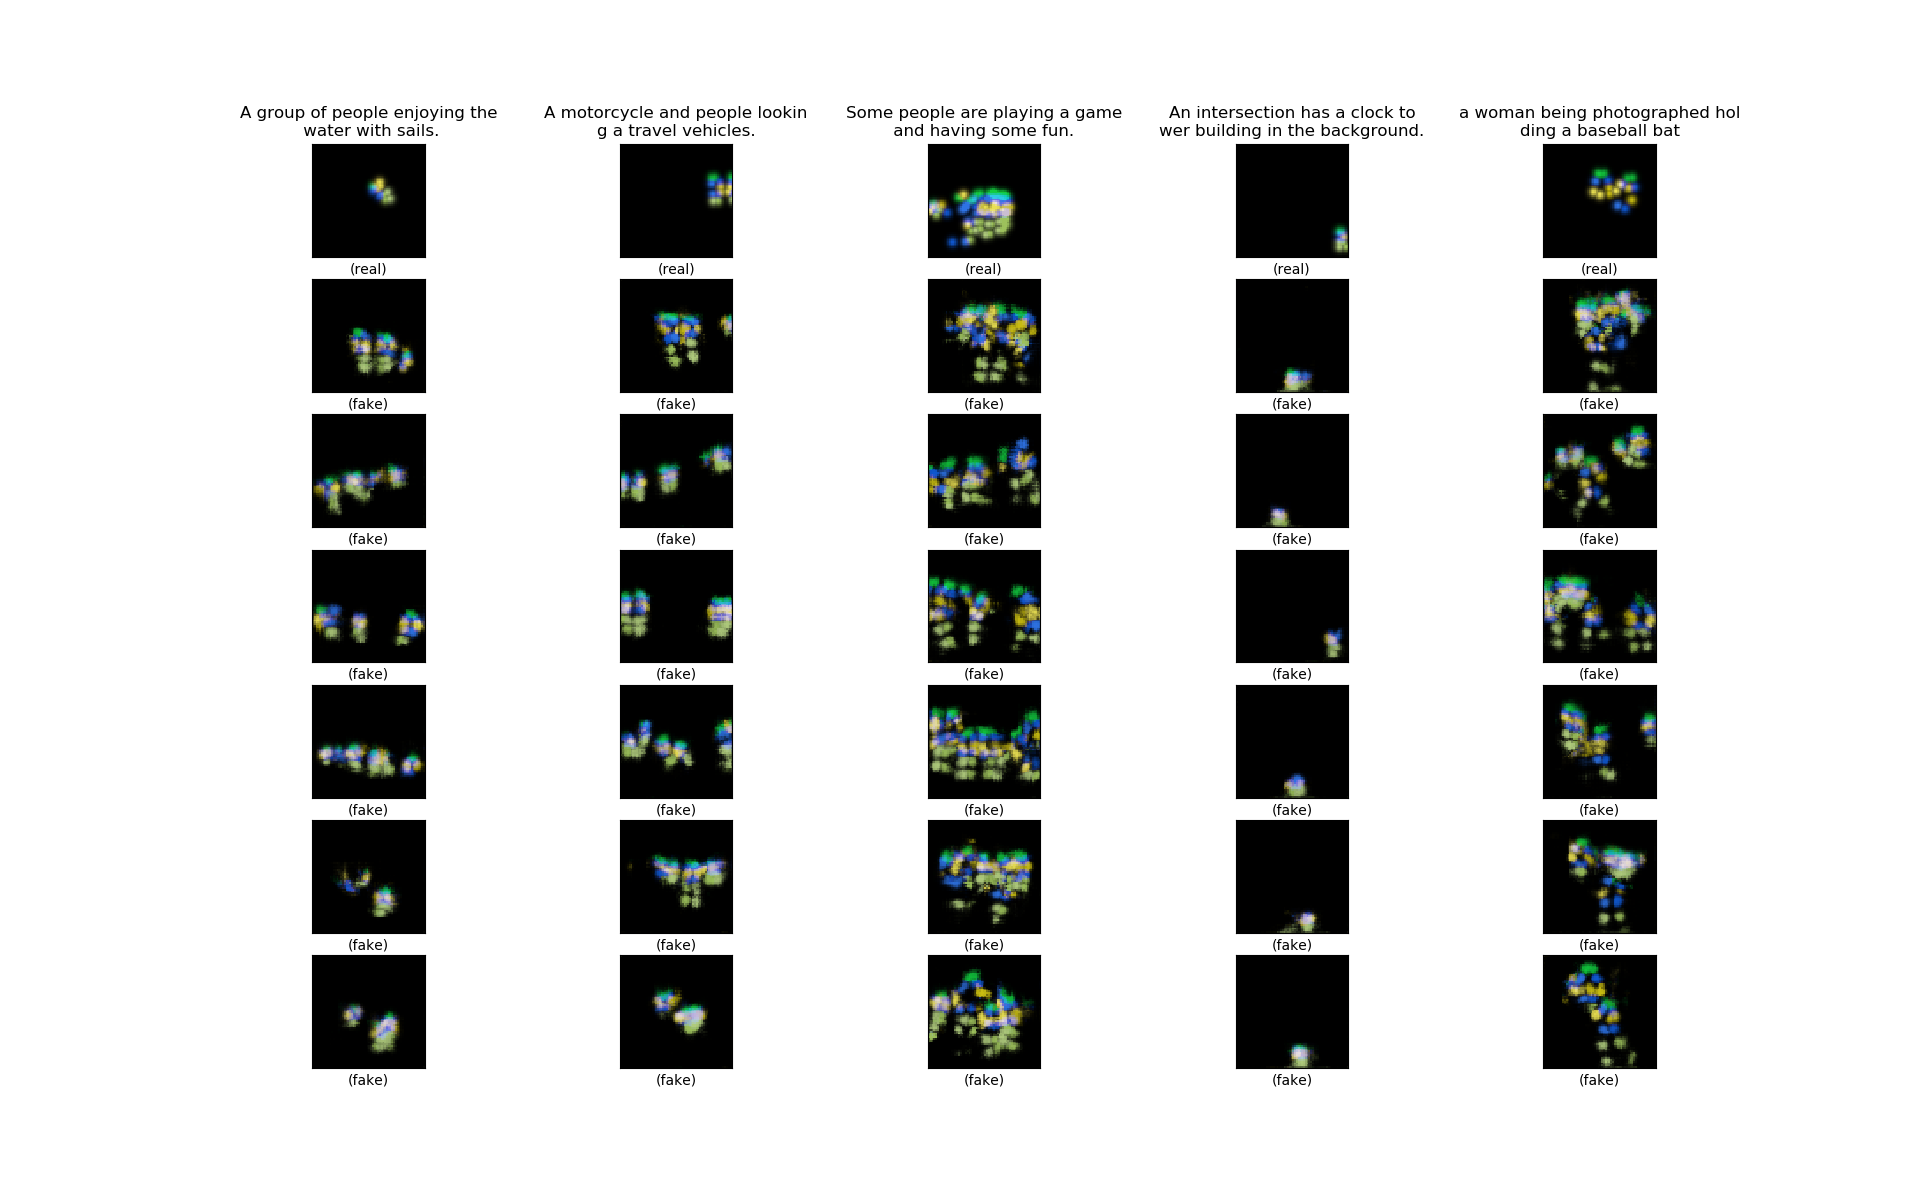 A group of people enjoying the
water with sails.
A motorcycle and people lookin
g a travel vehicles.
Some people are playing a game
and having some fun.
An intersection has a clock to
wer building in the background.
a woman being photographed hol
ding a baseball bat
(real) (real) (real) (real) (real)
(fake) (fake) (fake) (fake) (fake)
(fake) (fake) (fake) (fake) (fake)
(fake) (fake) (fake) (fake) (fake)
(fake) (fake) (fake) (fake) (fake)
(fake) (fake) (fake) (fake) (fake)
(fake) (fake) (fake) (fake) (fake)